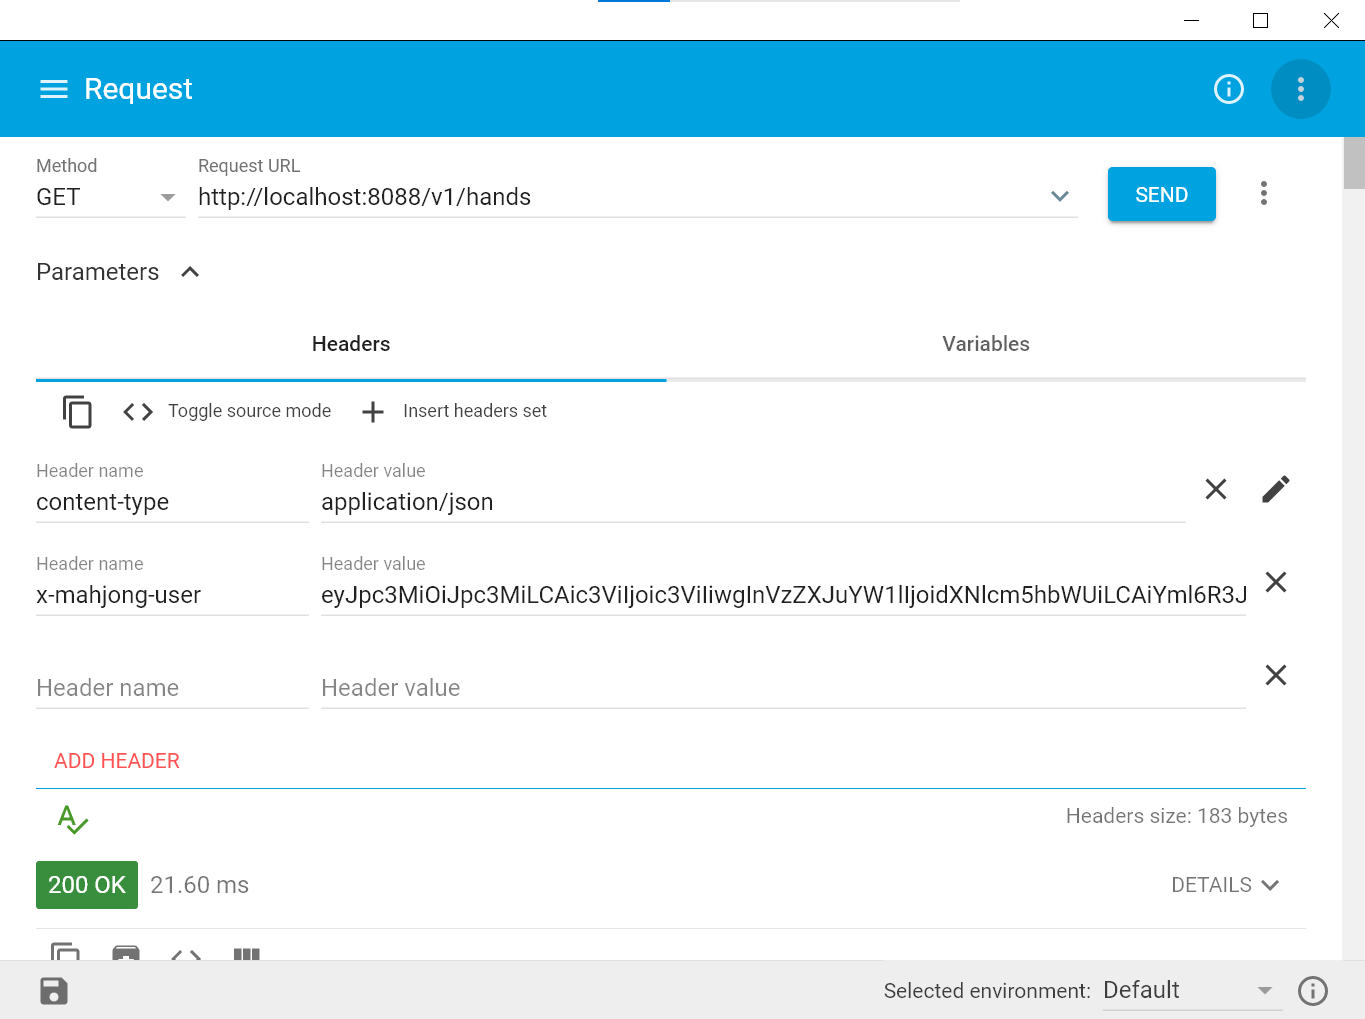 Request
Method
GET
Request URL
http://localhost:8088/v1/hands
SEND
Parameters
Headers
Variables
Toggle source mode
Insert headers set
Header name
content-type
Header value
application/json
Header name
x-mahjong-user
Header value
eyJpc3MiOiJpc3MiLCAic3ViIjoic3ViIiwgInVzZXJuYW1lIjoidXNlcm5hbWUiLCAiYml6R3J
Header name
Header value
ADD HEADER
Headers size: 183 bytes
200 OK
21.60 ms
DETAILS
Selected environment:
Default